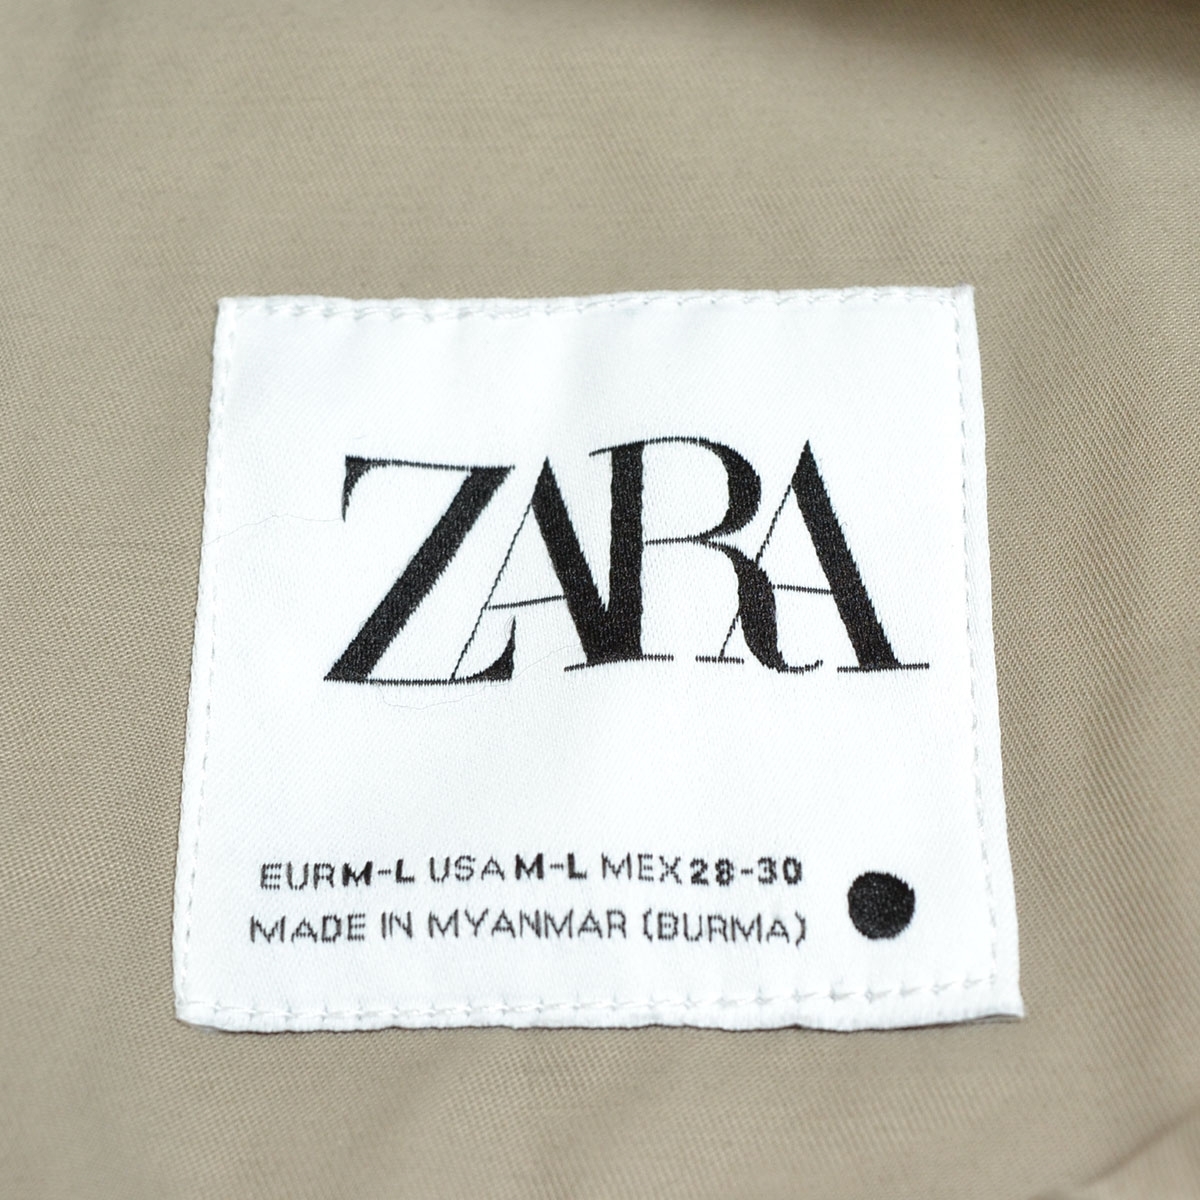 ZARA
EUR M-L USA M-L MEX 28-30
MADE IN MYANMAR (BURMA)